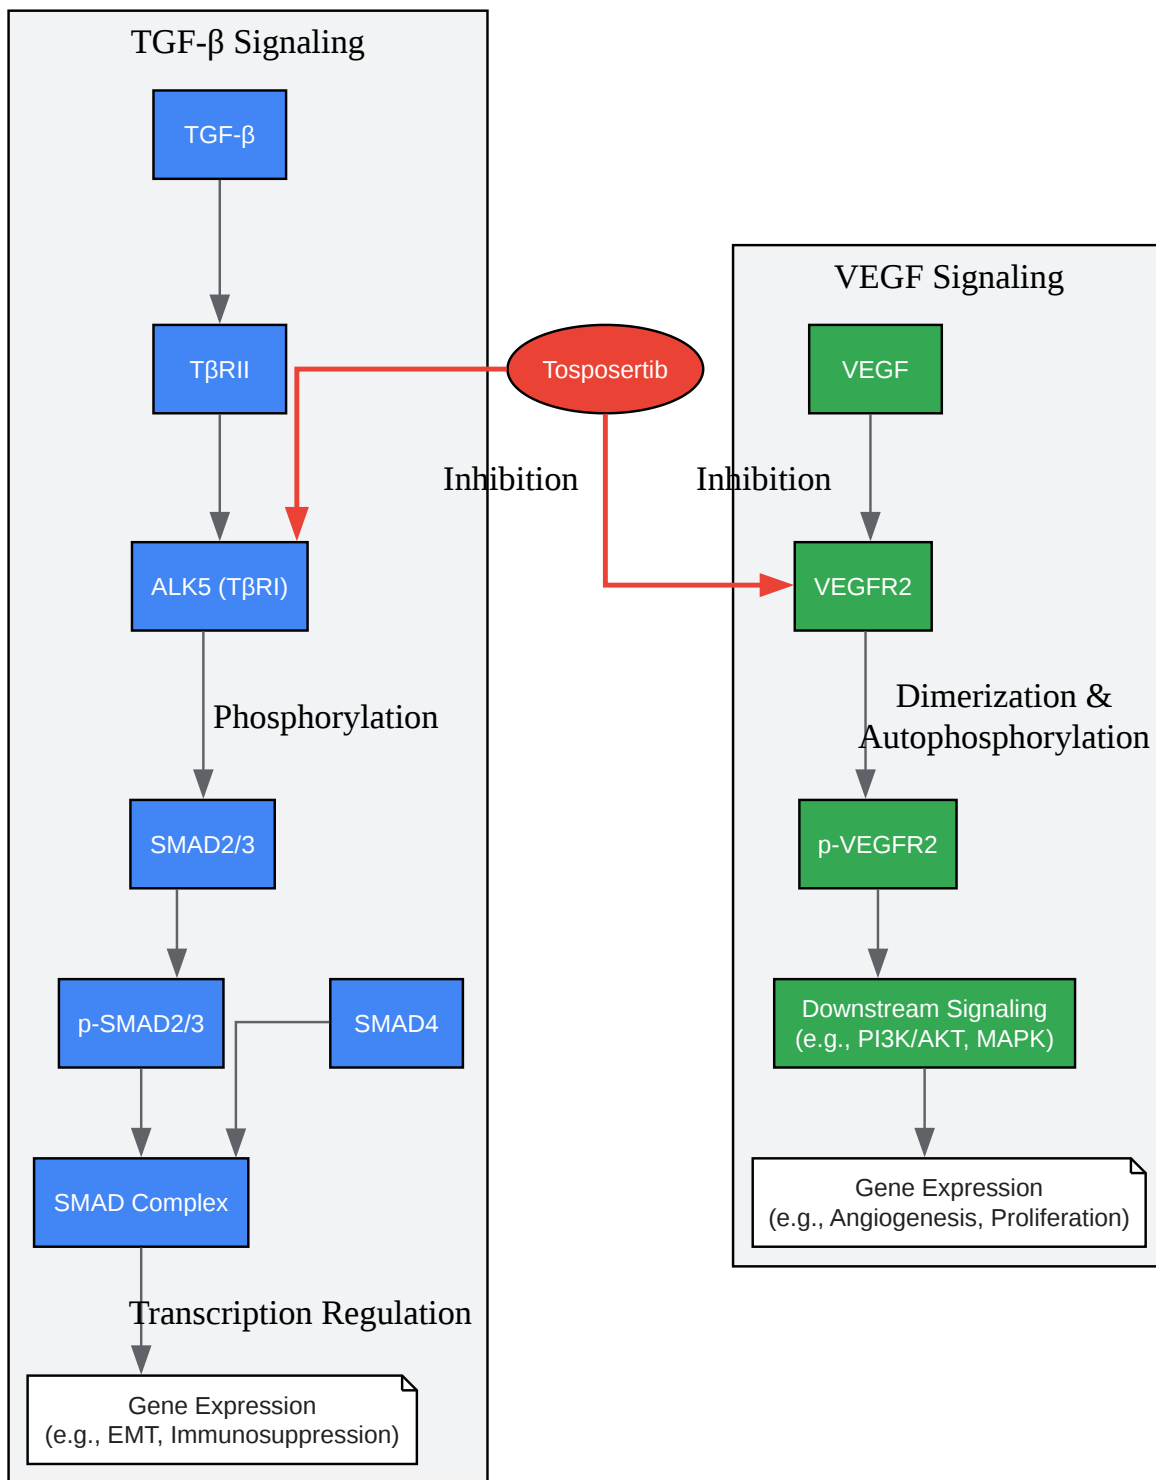 TGF-β Signaling
TGF-β
TβRII
ALK5 (TβRI)
Phosphorylation
SMAD2/3
p-SMAD2/3
SMAD4
SMAD Complex
Transcription Regulation
Gene Expression
(e.g., EMT, Immunosuppression)
Tosposertib
Inhibition
Inhibition
VEGF Signaling
VEGF
VEGFR2
Dimerization &
Autophosphorylation
p-VEGFR2
Downstream Signaling
(e.g., PI3K/AKT, MAPK)
Gene Expression
(e.g., Angiogenesis, Proliferation)